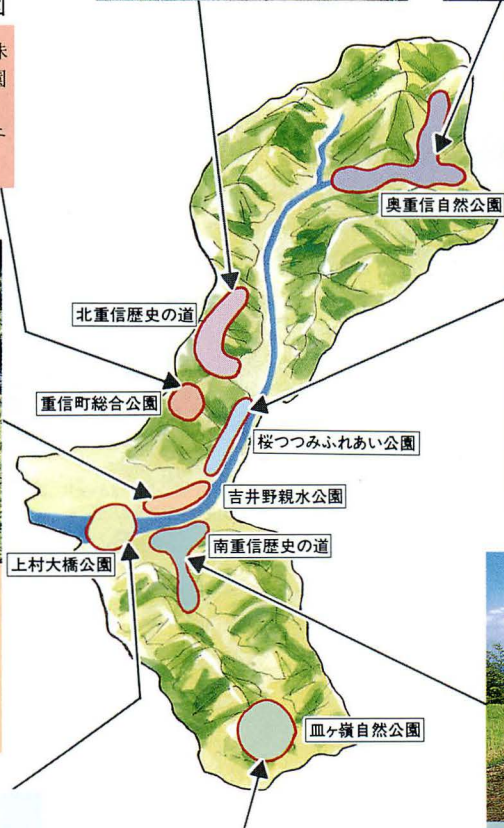 奥重信自然公園
北重信歴史の道
重信町総合公園
桜つつみふれあい公園
吉井野親水公園
南重信歴史の道
上村大橋公園
皿ヶ嶺自然公園